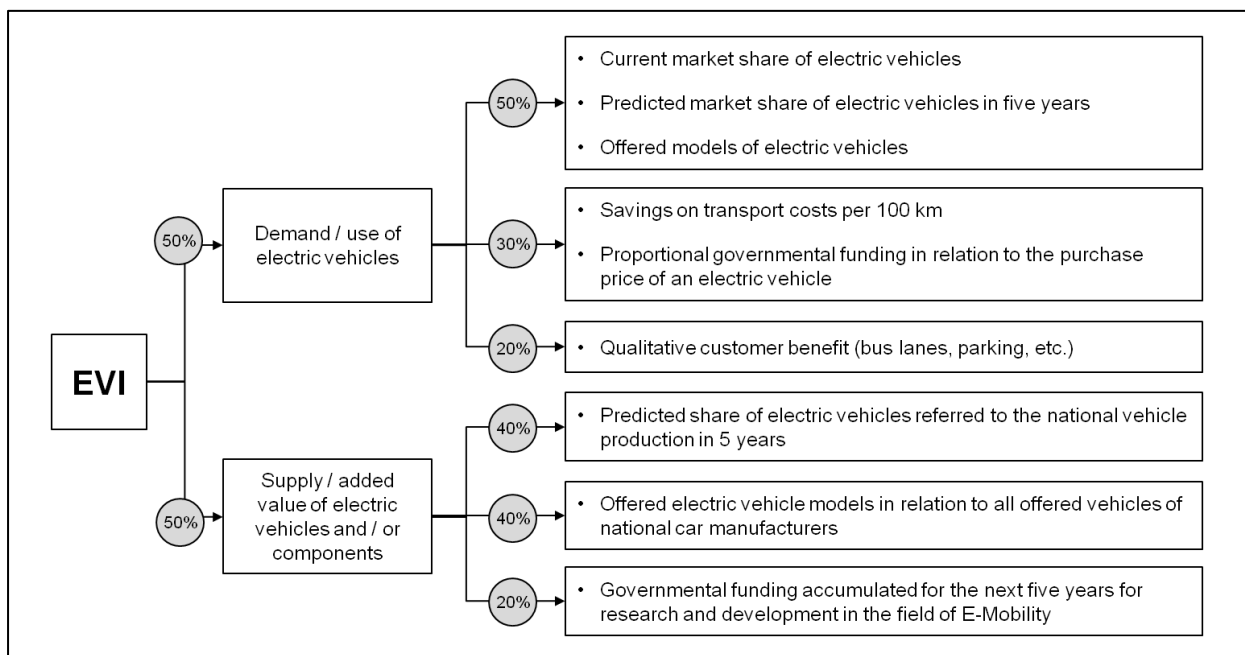 EVI
50%
Demand / use of
electric vehicles
50%
• Current market share of electric vehicles
• Predicted market share of electric vehicles in five years
• Offered models of electric vehicles
30%
• Savings on transport costs per 100 km
• Proportional governmental funding in relation to the purchase
price of an electric vehicle
20%
• Qualitative customer benefit (bus lanes, parking, etc.)
50%
Supply / added
value of electric
vehicles and / or
components
40%
• Predicted share of electric vehicles referred to the national vehicle
production in 5 years
40%
• Offered electric vehicle models in relation to all offered vehicles of
national car manufacturers
20%
• Governmental funding accumulated for the next five years for
research and development in the field of E-Mobility